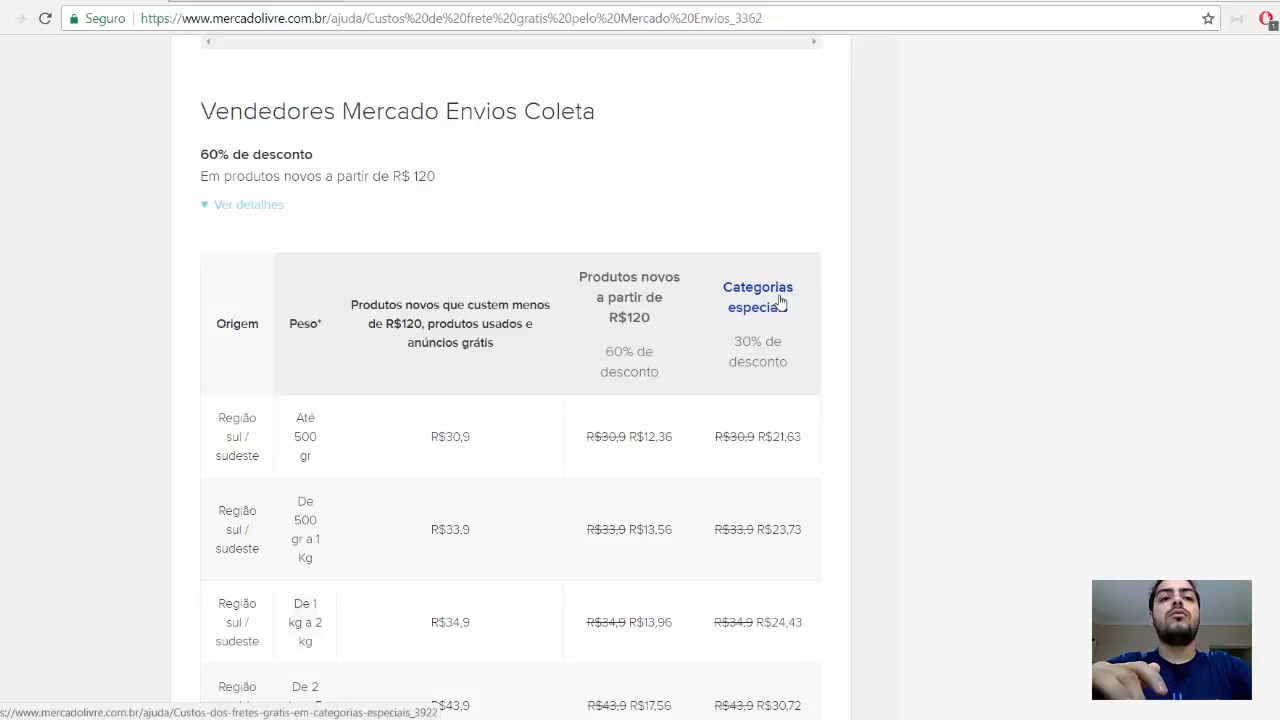 Seguro
https://www.mercadolivre.com.br/ajuda/Custos%20de%20frete%20gratis%20pelo%20Mercado%20Envios_3362
1
Vendedores Mercado Envios Coleta
60% de desconto
Em produtos novos a partir de R$ 120
▼ Ver detalhes
Origem
Peso*
Produtos novos que custem menos
de R$120, produtos usados e
anúncios grátis
Produtos novos
a partir de
R$120
60% de
desconto
Categorias
especiais
30% de
desconto
Região
sul /
sudeste
Até
500
gr
R$30,9
R$30,9 R$12,36
R$30,9 R$21,63
Região
sul /
sudeste
De
500
gr a 1
Kg
R$33,9
R$33,9 R$13,56
R$33,9 R$23,73
Região
sul /
sudeste
De 1
kg a 2
kg
R$34,9
R$34,9 R$13,96
R$34,9 R$24,43
Região
De 2
R$43,9
R$43,9 R$17,56
R$43,9 R$30,72
s://www.mercadolivre.com.br/ajuda/Custos-dos-fretes-gratis-em-categorias-especiais_3922